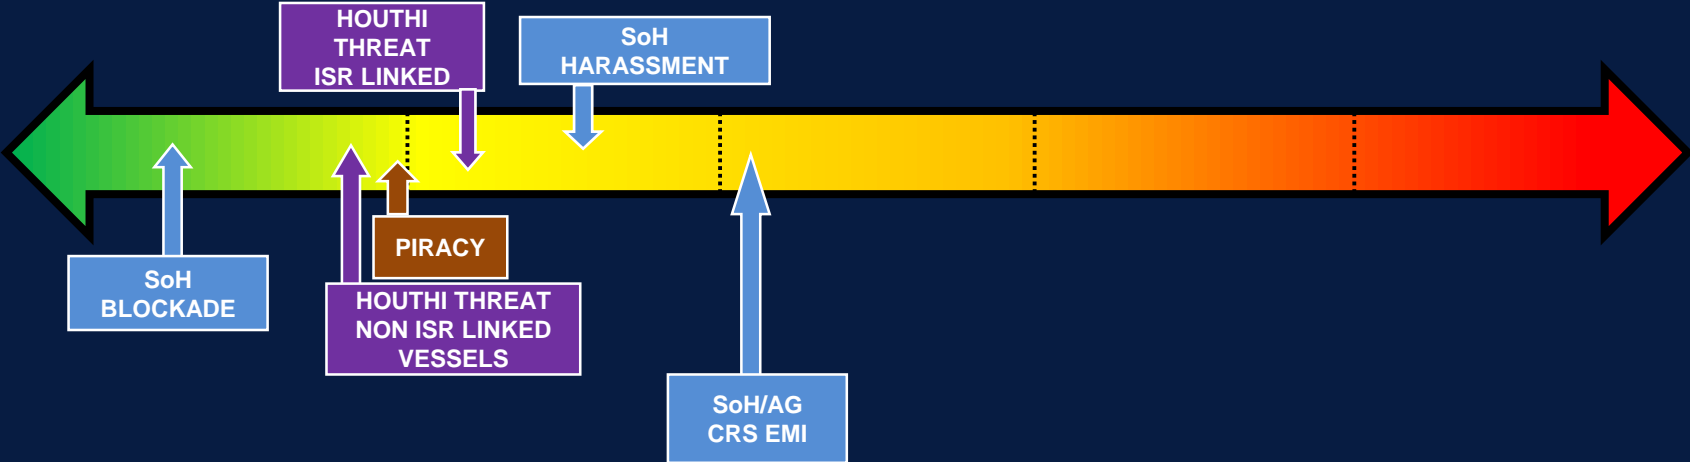 HOUTHI
THREAT
ISR LINKED
SoH
HARASSMENT
PIRACY
SoH
BLOCKADE
HOUTHI THREAT
NON ISR LINKED
VESSELS
SoH/AG
CRS EMI